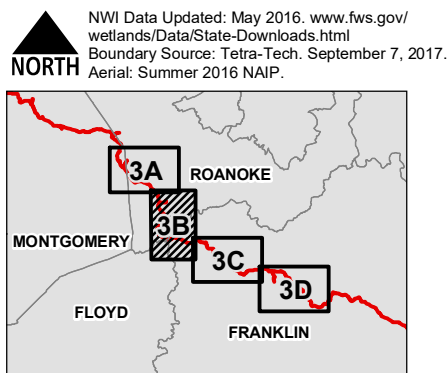 NWI Data Updated: May 2016. www.fws.gov/
wetlands/Data/State-Downloads.html
Boundary Source: Tetra-Tech. September 7, 2017.
Aerial: Summer 2016 NAIP.
NORTH
3A
ROANOKE
3B
MONTGOMERY
3C
3D
FLOYD
FRANKLIN